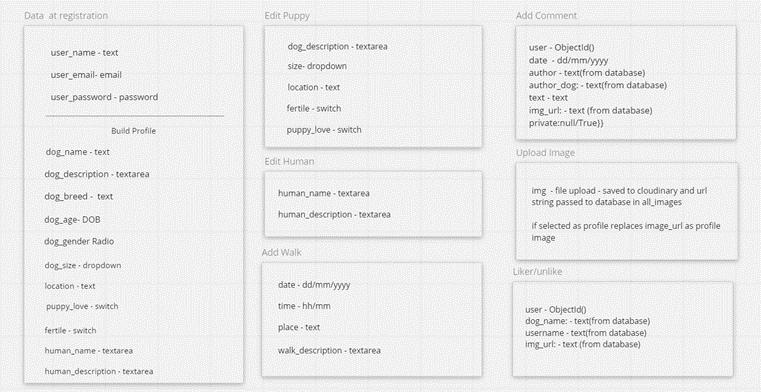 Data at registration
user_name - text
user_email- email
user_password - password
Build Profile
dog_name - text
dog_description - textarea
dog_breed - text
dog_age- DOB
dog_gender Radio
dog_size - dropdown
location - text
puppy_love - switch
fertile - switch
human_name - textarea
human_description - textarea
Edit Puppy
dog_description - textarea
size- dropdown
location - text
fertile - switch
puppy_love - switch
Edit Human
human_name - textarea
human_description - textarea
Add Walk
date - dd/mm/yyyy
time - hh/mm
place - text
walk_description - textarea
Add Comment
user - ObjectId()
date - dd/mm/yyyy
author - text(from database)
author_dog: - text(from database)
text - text
img_url: - text (from database)
private:null/True}}
Upload Image
img - file upload - saved to cloudinary and url
string passed to database in all_images
if selected as profile replaces image_url as profile
image
Liker/unlike
user - ObjectId()
dog_name: - text(from database)
username - text(from database)
img_url: - text (from database)